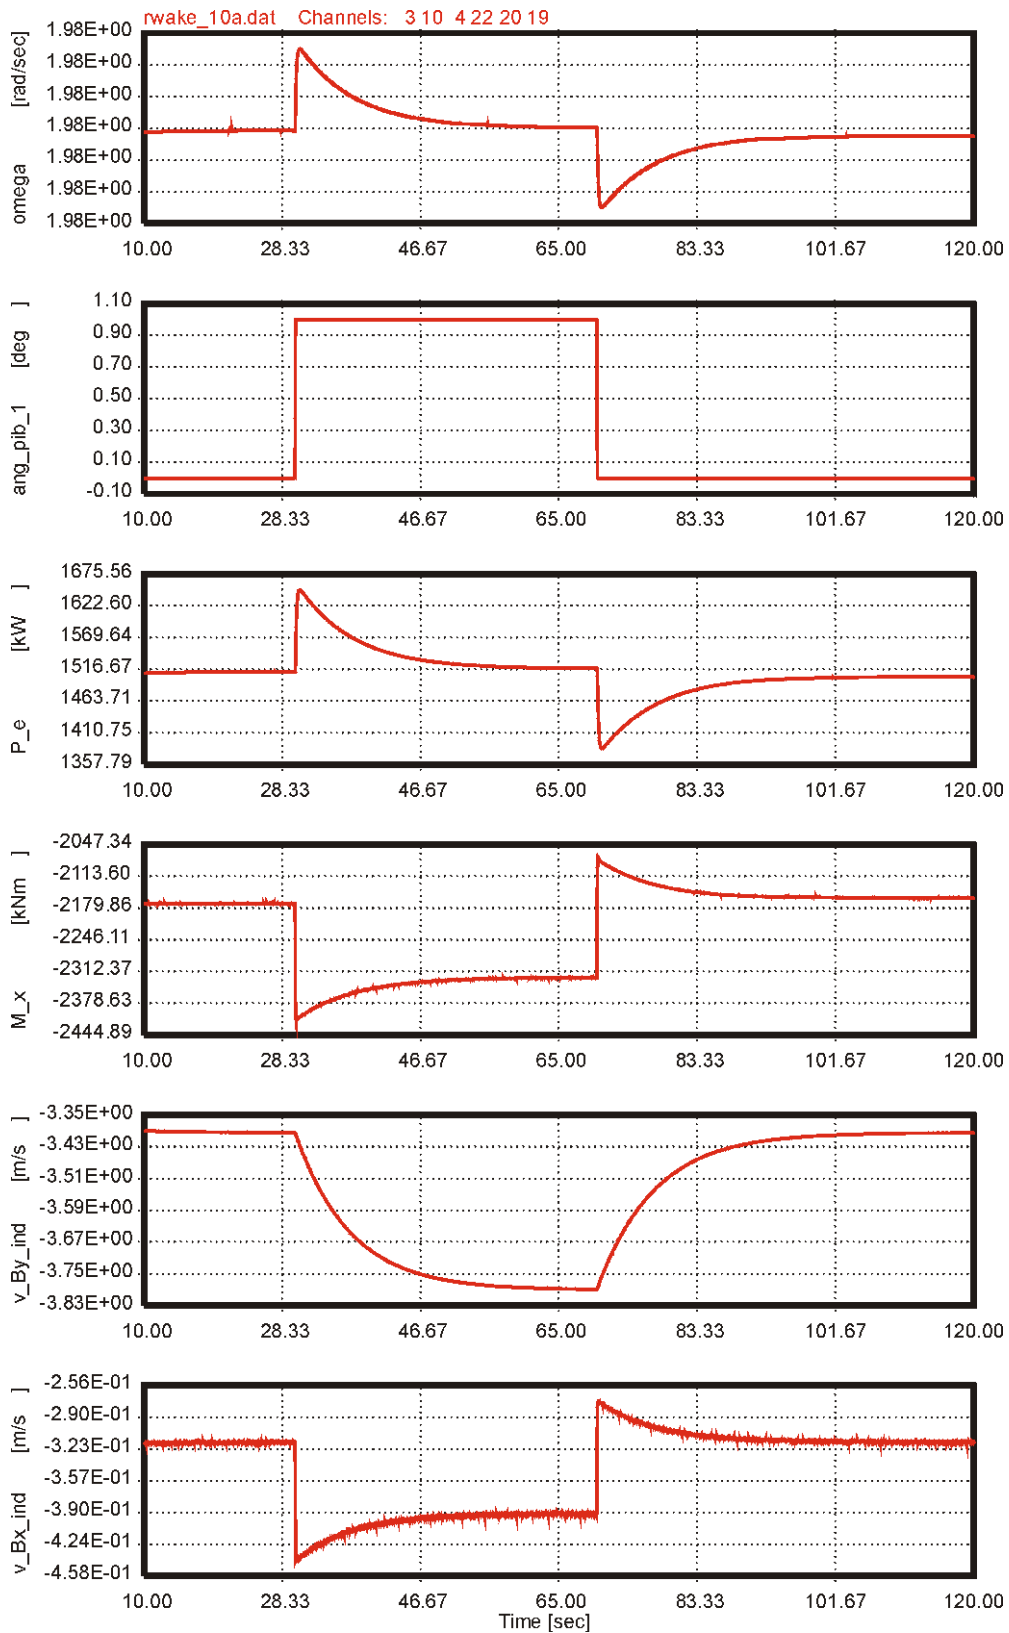 rwake_10a.dat Channels: 3 10 4 22 20 19
omega [rad/sec]
1.98E+00
1.98E+00
1.98E+00
1.98E+00
1.98E+00
1.98E+00
1.98E+00
10.00 28.33 46.67 65.00 83.33 101.67 120.00
ang_pib_1 [deg ]
1.10
0.90
0.70
0.50
0.30
0.10
-0.10
10.00 28.33 46.67 65.00 83.33 101.67 120.00
P_e [kW ]
1675.56
1622.60
1569.64
1516.67
1463.71
1410.75
1357.79
10.00 28.33 46.67 65.00 83.33 101.67 120.00
M_x [kNm ]
-2047.34
-2113.60
-2179.86
-2246.11
-2312.37
-2378.63
-2444.89
10.00 28.33 46.67 65.00 83.33 101.67 120.00
v_By_ind [m/s ]
-3.35E+00
-3.43E+00
-3.51E+00
-3.59E+00
-3.67E+00
-3.75E+00
-3.83E+00
10.00 28.33 46.67 65.00 83.33 101.67 120.00
v_Bx_ind [m/s ]
-2.56E-01
-2.90E-01
-3.23E-01
-3.57E-01
-3.90E-01
-4.24E-01
-4.58E-01
10.00 28.33 46.67 65.00 83.33 101.67 120.00
Time [sec]